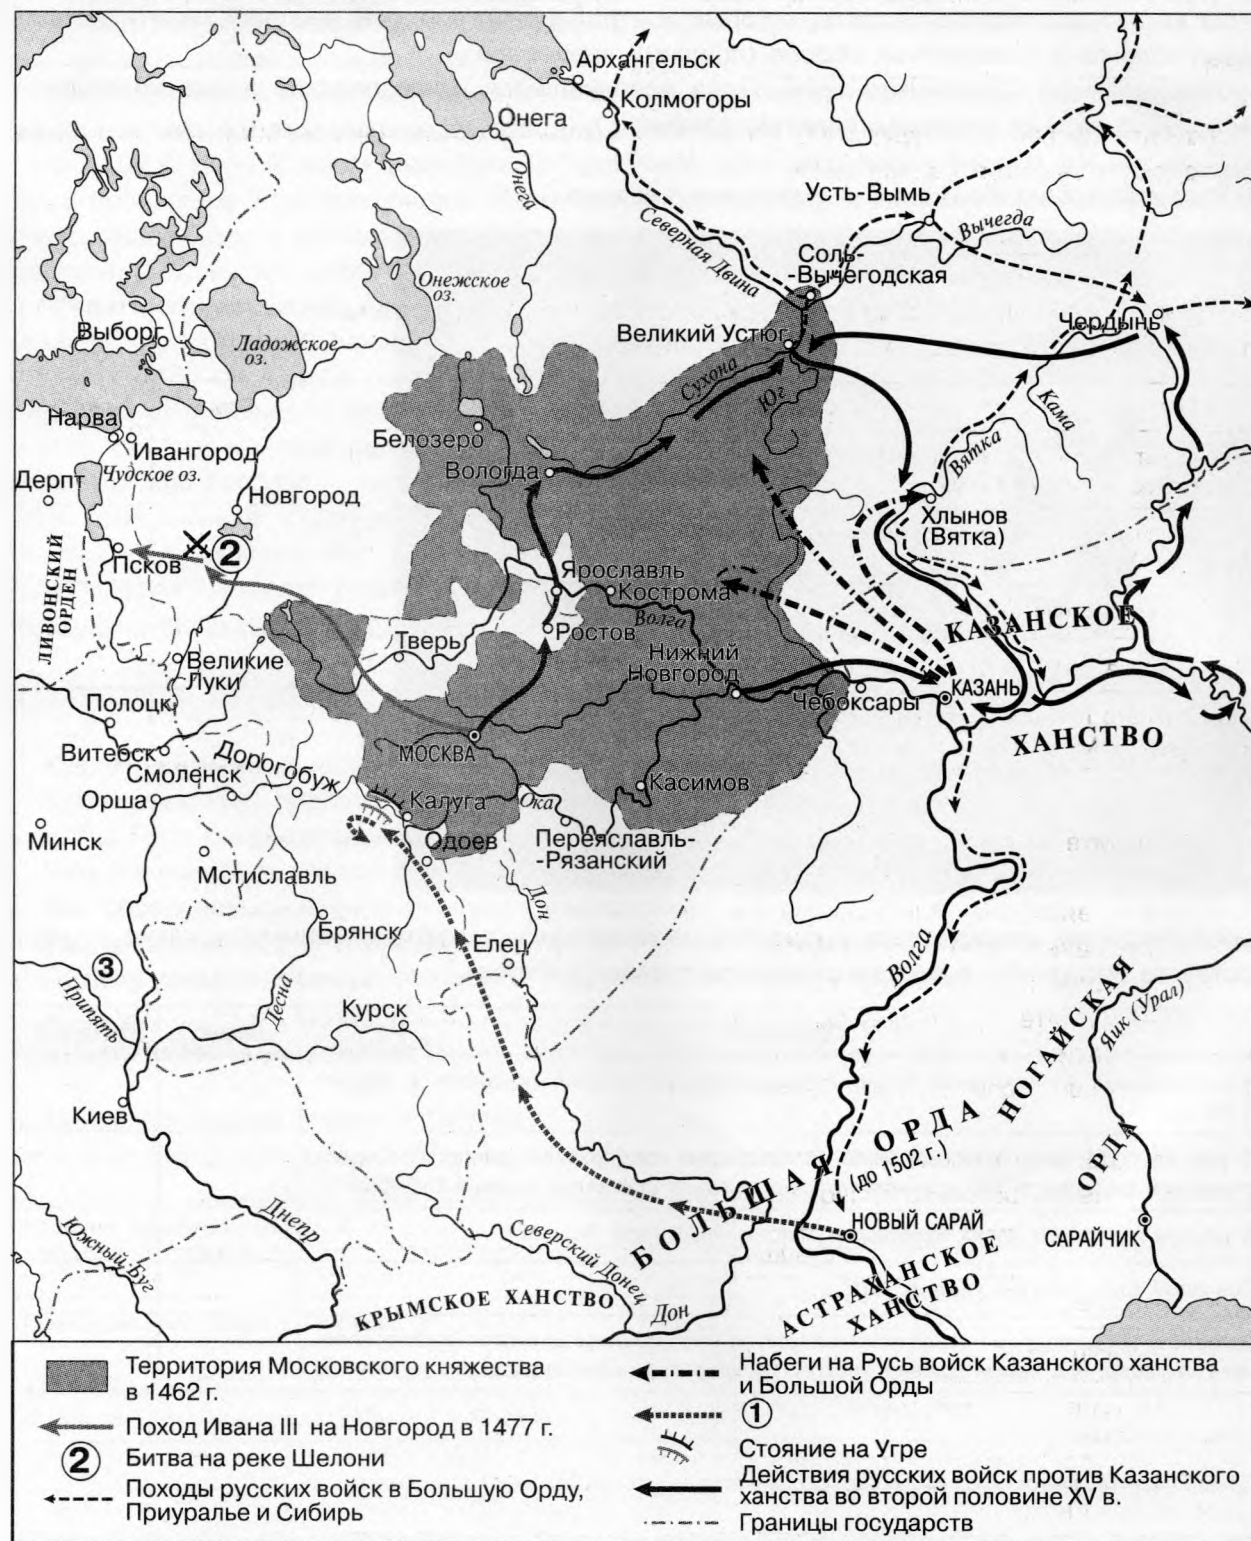 Архангельск
Колмогоры
Онега
Онега
Усть-Вымь
Вычегда
Северная Двина
Соль-
-Вычегодская
Онежское
оз.
Выборг
Ладожское
оз.
Великий Устюг
Чердынь
Сухона
Юг
Кама
Нарва
Ивангород
Белозеро
Вологда
Вятка
Чудское оз.
Дерпт
Новгород
Хлынов
(Вятка)
Псков
2
ЛИВОНСКИЙ
ОРДЕН
Ярославль
Кострома
Волга
КАЗАНСКОЕ
Тверь
Ростов
Нижний
Новгород
Великие
Луки
КАЗАНЬ
Чебоксары
Полоцк
ХАНСТВО
МОСКВА
Витебск
Смоленск
Дорогобуж
Касимов
Орша
Калуга
Ока
Минск
Одоев
Переяславль-
-Рязанский
Мстиславль
Дон
Брянск
Елец
Волга
3
Припять
Десна
Курск
Яик (Урал)
НОГАЙСКАЯ
ОРДА
Киев
БОЛЬШАЯ ОРДА
(до 1502 г.)
Днепр
НОВЫЙ САРАЙ
САРАЙЧИК
Южный Буг
Северский Донец
АСТРАХАНСКОЕ
ХАНСТВО
КРЫМСКОЕ ХАНСТВО
Дон
Территория Московского княжества
в 1462 г.
Поход Ивана III на Новгород в 1477 г.
2 Битва на реке Шелони
Походы русских войск в Большую Орду,
Приуралье и Сибирь
Набеги на Русь войск Казанского ханства
и Большой Орды
1
Стояние на Угре
Действия русских войск против Казанского
ханства во второй половине XV в.
Границы государств